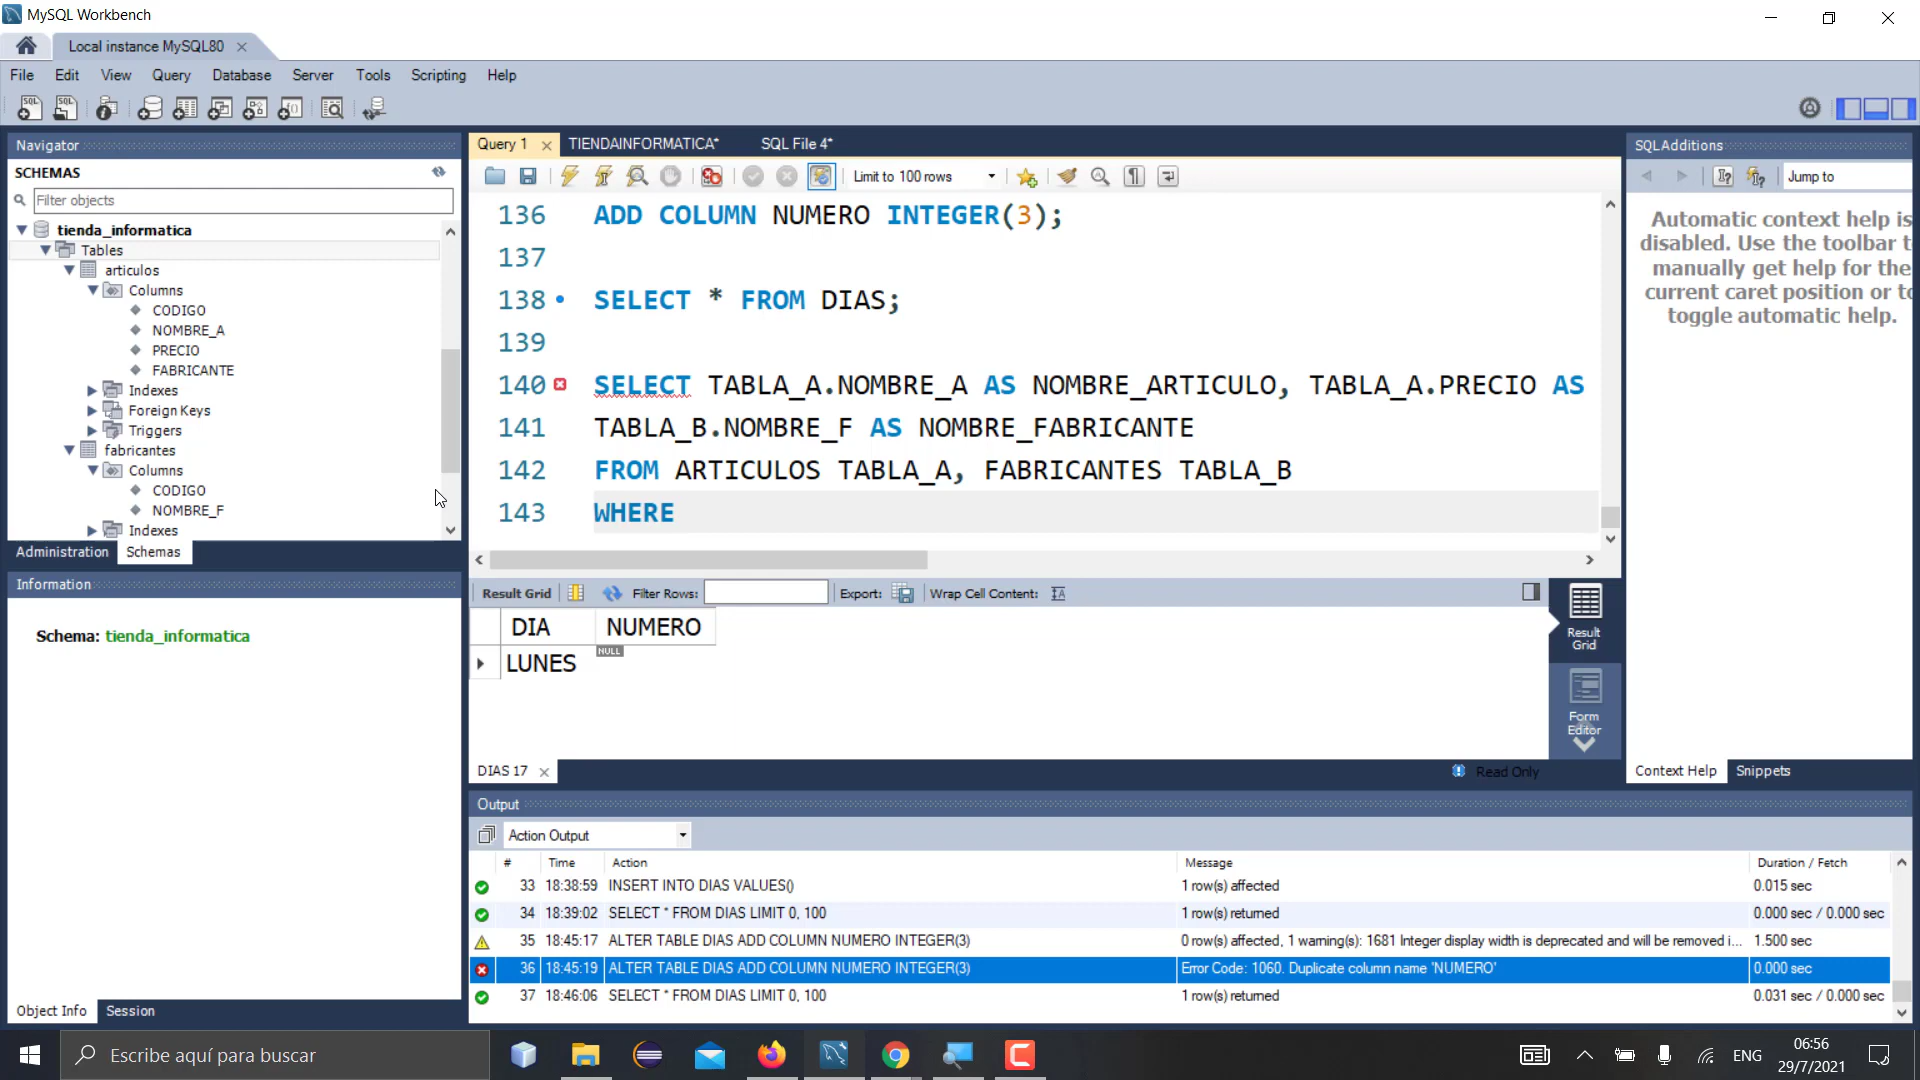 MySQL Workbench
Local instance MySQL80
File Edit View Query Database Server Tools Scripting Help
Navigator
SCHEMAS
Filter objects
tienda_informatica
Tables
articulos
Columns
CODIGO
NOMBRE_A
PRECIO
FABRICANTE
Indexes
Foreign Keys
Triggers
fabricantes
Columns
CODIGO
NOMBRE_F
Indexes
Administration Schemas
Information
Schema: tienda_informatica
Object Info Session
Query 1 TIENDAINFORMATICA* SQL File 4*
Limit to 100 rows
136 ADD COLUMN NUMERO INTEGER(3);
137
138 SELECT * FROM DIAS;
139
140 SELECT TABLA_A.NOMBRE_A AS NOMBRE_ARTICULO, TABLA_A.PRECIO AS
141 TABLA_B.NOMBRE_F AS NOMBRE_FABRICANTE
142 FROM ARTICULOS TABLA_A, FABRICANTES TABLA_B
143 WHERE
Result Grid Filter Rows: Export: Wrap Cell Content:
DIA NUMERO
LUNES NULL
Result Grid
Form Editor
DIAS 17
Read Only
SQLAdditions
Jump to
Automatic context help is
disabled. Use the toolbar t
manually get help for the
current caret position or to
toggle automatic help.
Context Help Snippets
Output
Action Output
# Time Action Message Duration / Fetch
33 18:38:59 INSERT INTO DIAS VALUES() 1 row(s) affected 0.015 sec
34 18:39:02 SELECT * FROM DIAS LIMIT 0, 100 1 row(s) returned 0.000 sec / 0.000 sec
35 18:45:17 ALTER TABLE DIAS ADD COLUMN NUMERO INTEGER(3) 0 row(s) affected, 1 warning(s): 1681 Integer display width is deprecated and will be removed i... 1.500 sec
36 18:45:19 ALTER TABLE DIAS ADD COLUMN NUMERO INTEGER(3) Error Code: 1060. Duplicate column name 'NUMERO' 0.000 sec
37 18:46:06 SELECT * FROM DIAS LIMIT 0, 100 1 row(s) returned 0.031 sec / 0.000 sec
Escribe aquí para buscar
ENG
06:56
29/7/2021